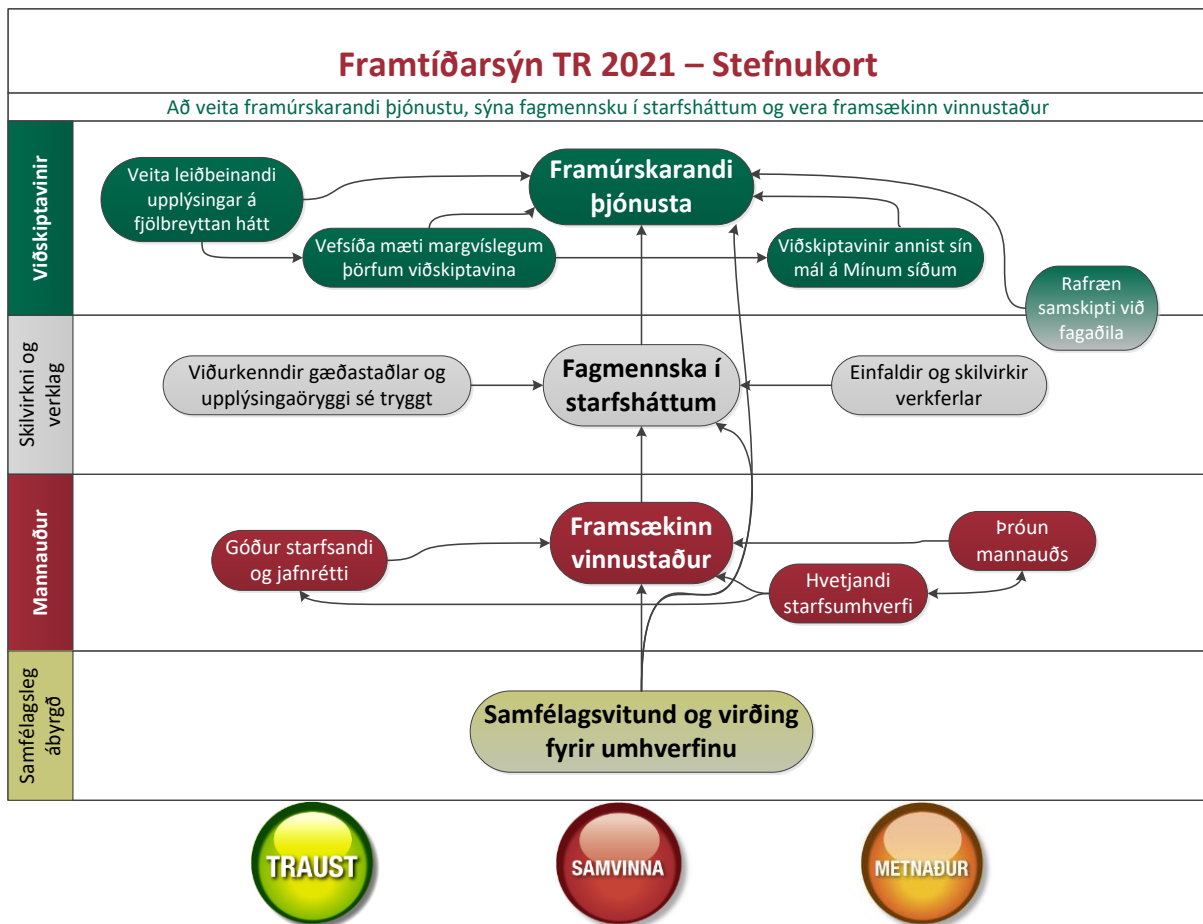 Framtíðarsýn TR 2021 – Stefnukort
Að veita framúrskarandi þjónustu, sýna fagmennsku í starfsháttum og vera framsækinn vinnustaður
Viðskiptavinir
Veita leiðbeinandi
upplýsingar á
fjölbreyttan hátt
Framúrskarandi
þjónusta
Vefsíða mæti margvíslegum
þörfum viðskiptavina
Viðskiptavinir annist sín
mál á Mínum síðum
Rafræn
samskipti við
fagaðila
Skilvirkni og
verklag
Viðurkenndir gæðastaðlar og
upplýsingaöryggi sé tryggt
Fagmennska í
starfsháttum
Einfaldir og skilvirkir
verkferlar
Mannauður
Góður starfsandi
og jafnrétti
Framsækinn
vinnustaður
Hvetjandi
starfsumhverfi
Þróun
mannauðs
Samfélagsleg
ábyrgð
Samfélagsvitund og virðing
fyrir umhverfinu
TRAUST
SAMVINNA
METNAÐUR